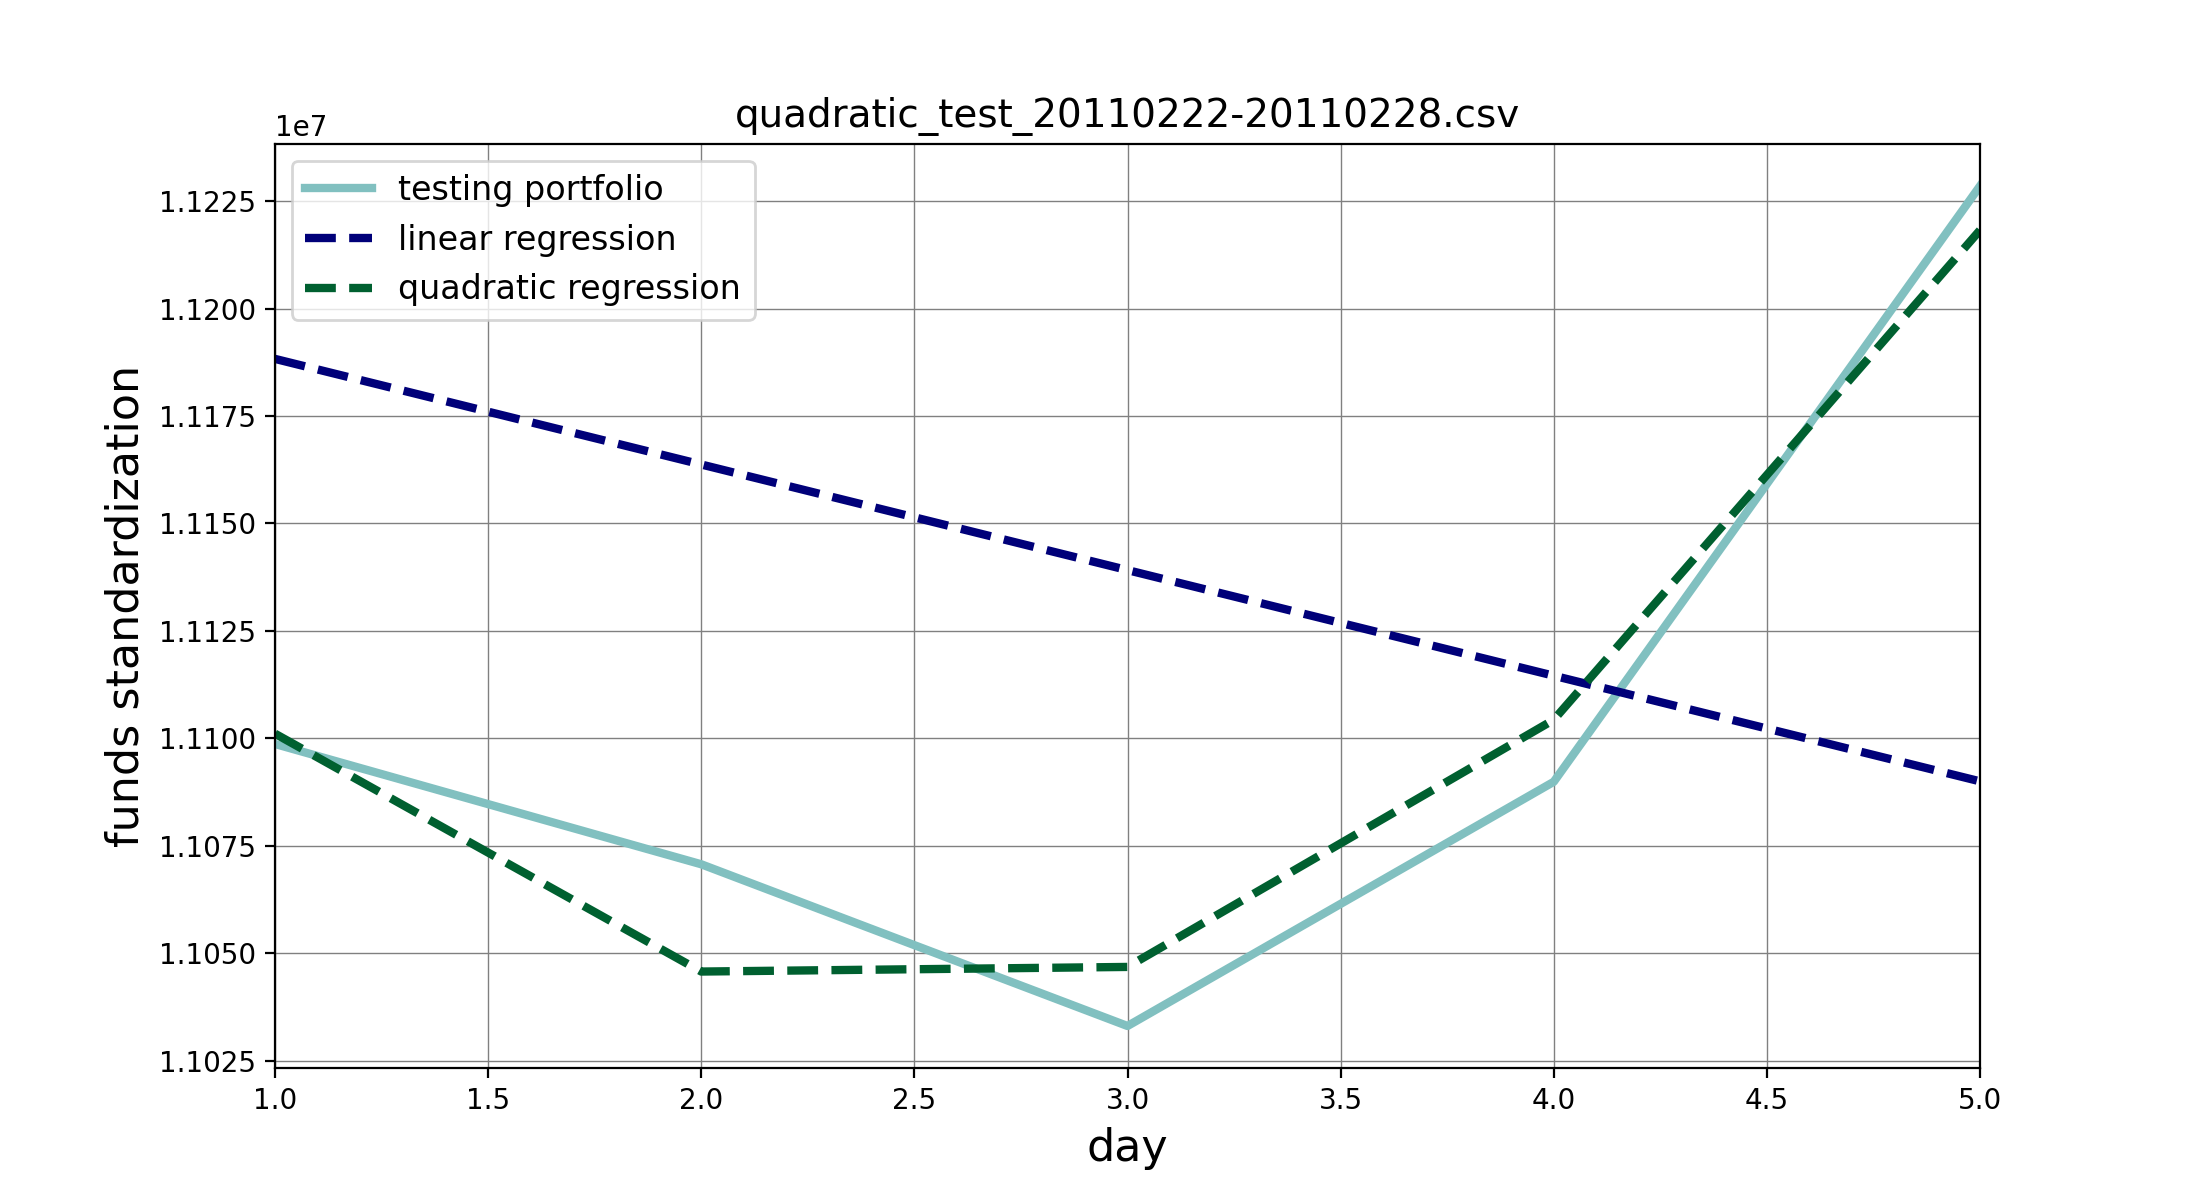 quadratic_test_20110222-20110228.csv
1e7
testing portfolio
linear regression
quadratic regression
funds standardization
1.1225
1.1200
1.1175
1.1150
1.1125
1.1100
1.1075
1.1050
1.1025
1.0 1.5 2.0 2.5 3.0 3.5 4.0 4.5 5.0
day